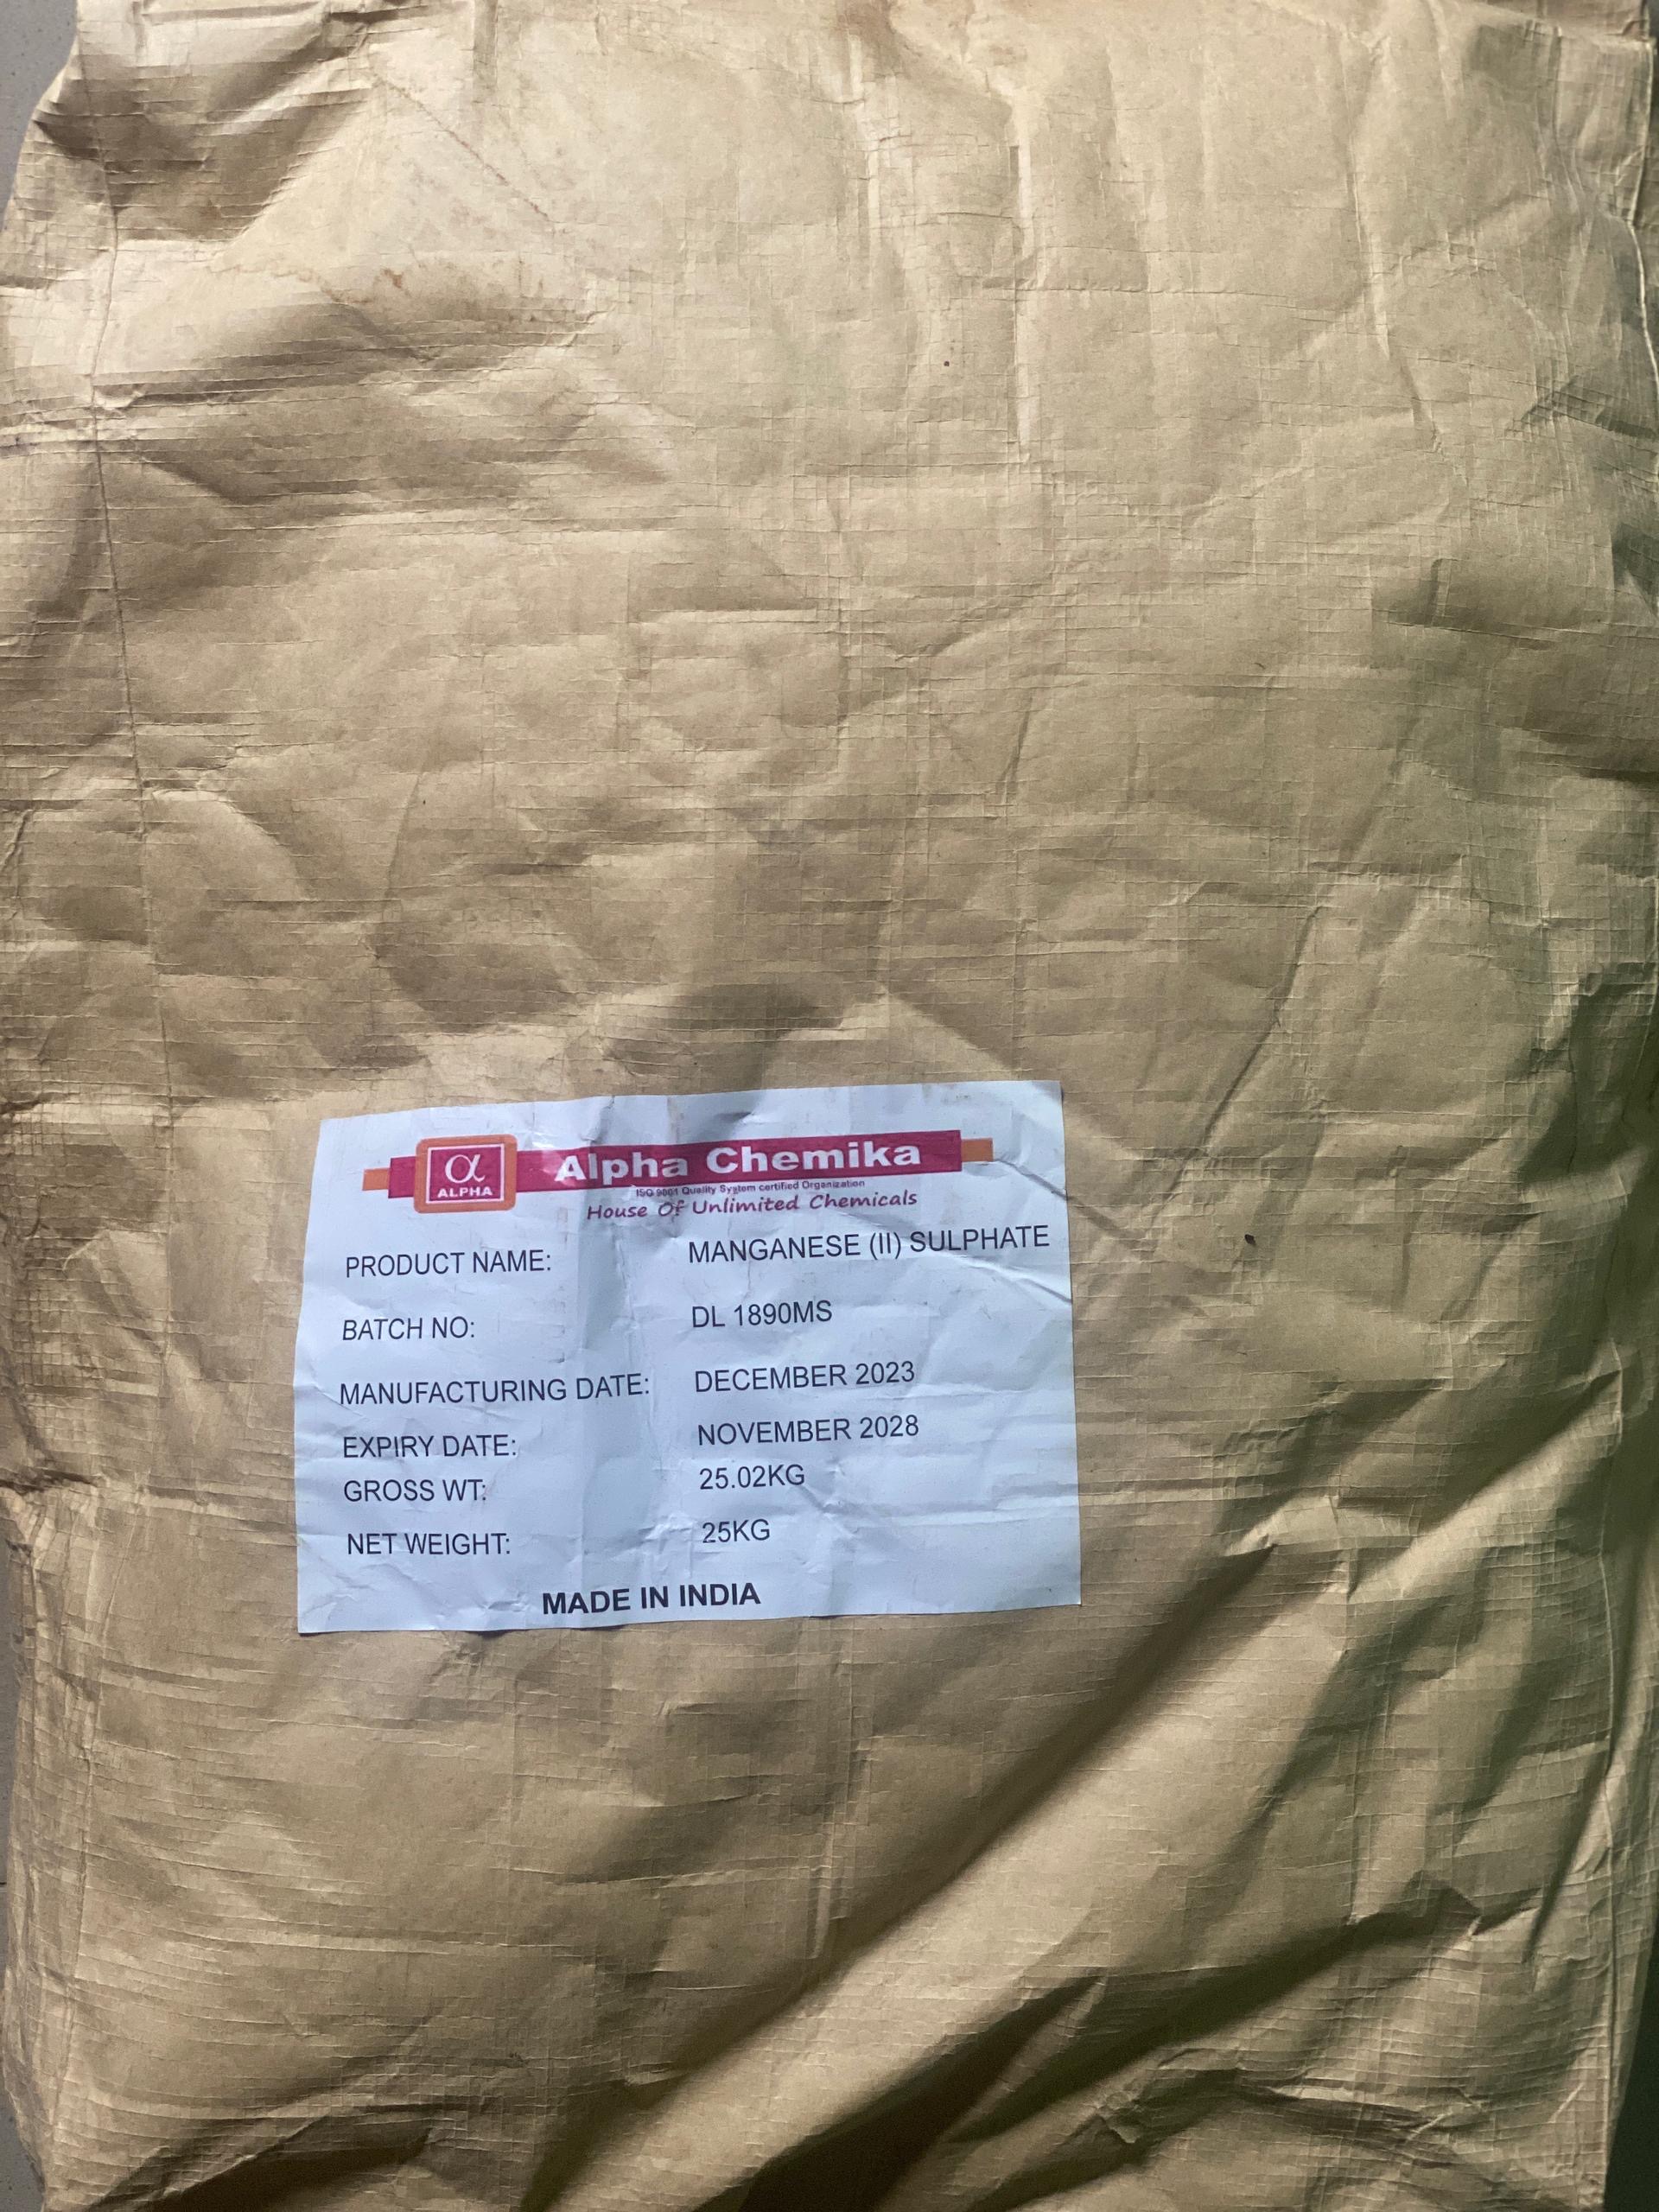 α
ALPHA
Alpha Chemika
ISO 9001 Quality System certified Organization
House Of Unlimited Chemicals
PRODUCT NAME: MANGANESE (II) SULPHATE
BATCH NO: DL 1890MS
MANUFACTURING DATE: DECEMBER 2023
EXPIRY DATE: NOVEMBER 2028
GROSS WT: 25.02KG
NET WEIGHT: 25KG
MADE IN INDIA